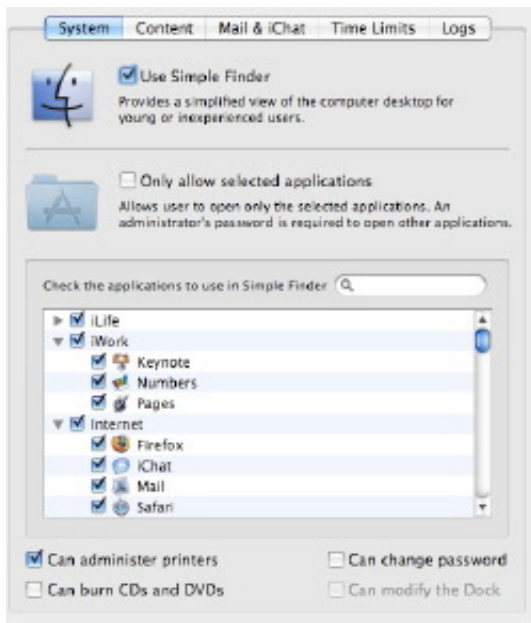 System Content Mail & iChat Time Limits Logs
Use Simple Finder
Provides a simplified view of the computer desktop for
young or inexperienced users.
Only allow selected applications
Allows user to open only the selected applications. An
administrator's password is required to open other applications.
Check the applications to use in Simple Finder
iLife
iWork
Keynote
Numbers
Pages
Internet
Firefox
iChat
Mail
Safari
Can administer printers Can change password
Can burn CDs and DVDs Can modify the Dock